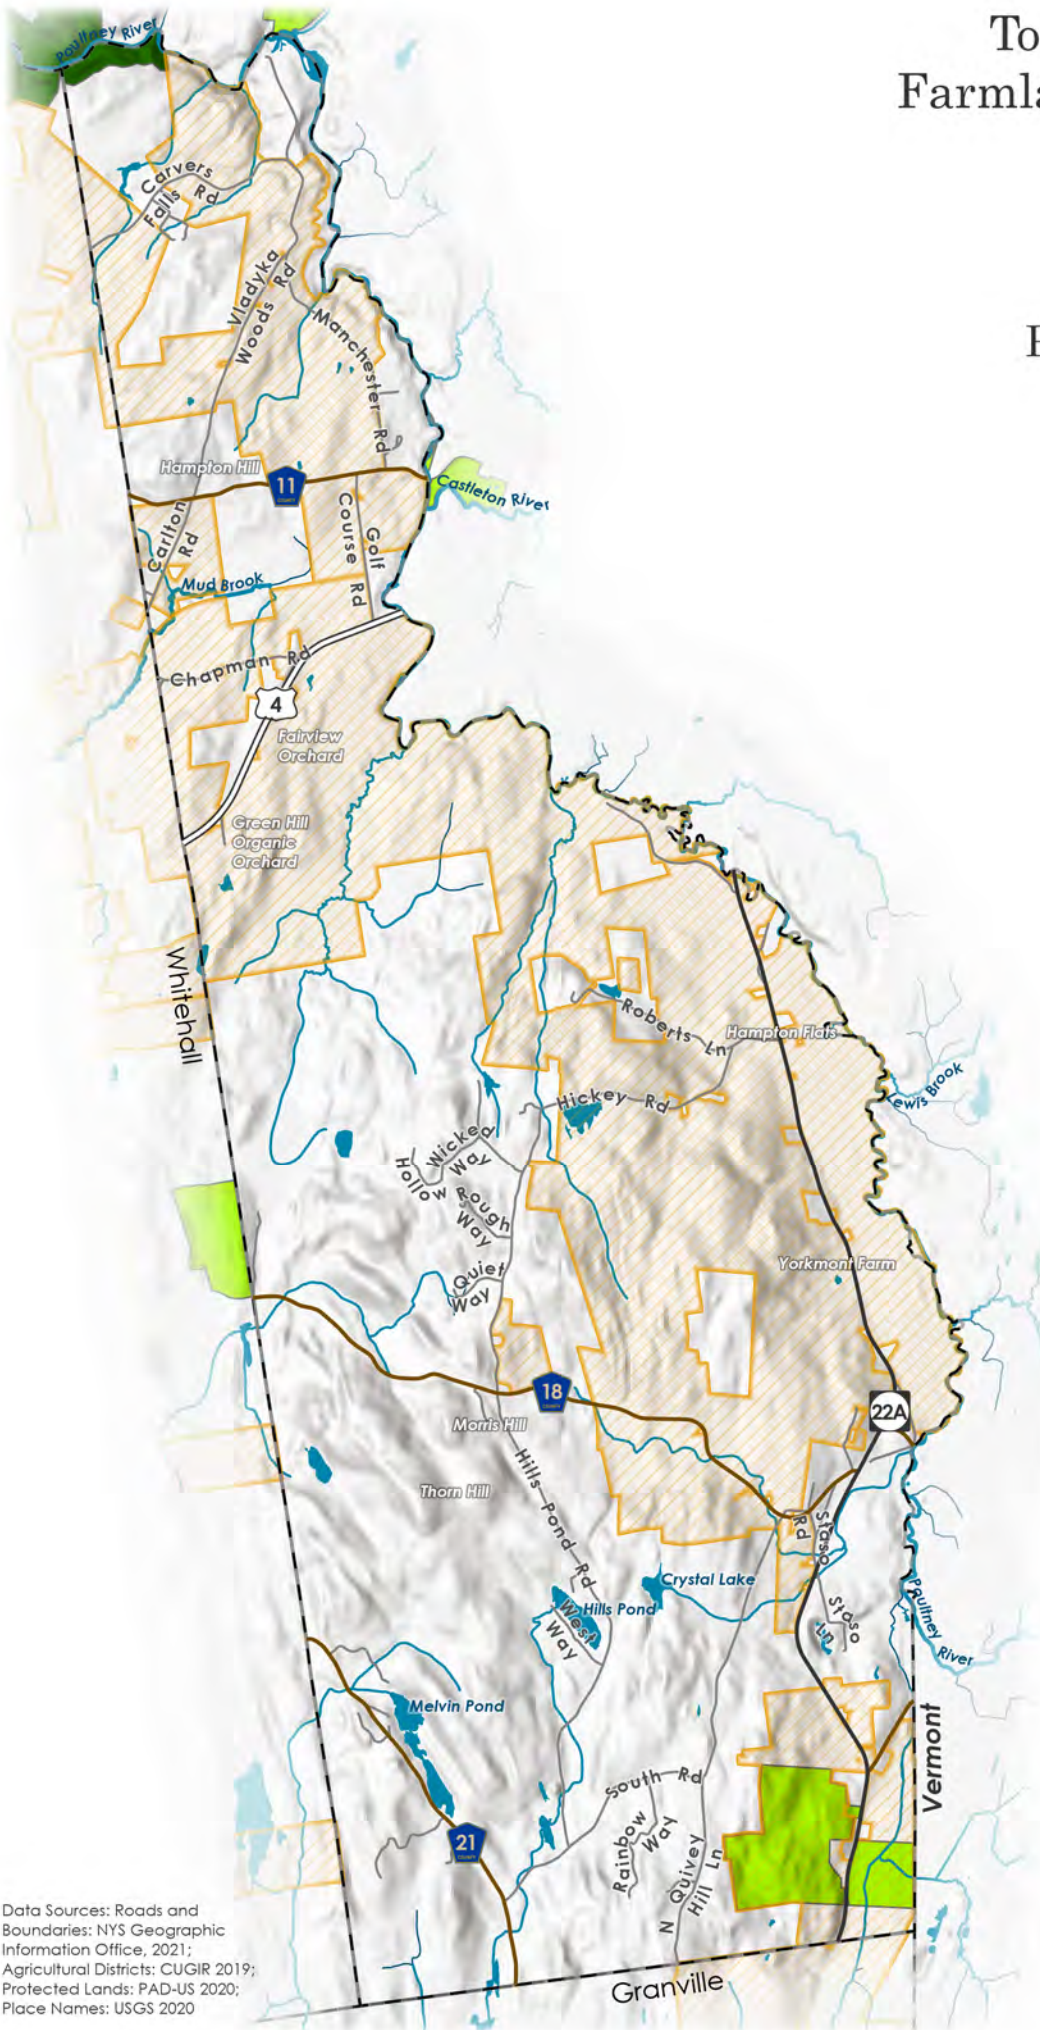 To
Farmla
Poultney River
Carvers
Falls Rd
Vladyka
Woods Rd
Manchester Rd
Hampton Hill
11
COUNTY
Castleton River
Carlton
Rd
Golf
Course Rd
Mud Brook
Chapman Rd
4
Fairview
Orchard
Green Hill
Organic
Orchard
Whitehall
Roberts Ln
Hampton Flats
Hickey Rd
Lewis Brook
Wicked
Way
Hollow
Rough
Way
Quiet
Way
Yorkmont Farm
18
COUNTY
22A
Morris Hill
Thorn Hill
Hills Pond Rd
Staso
Rd
Crystal Lake
Hills Pond
West
Way
Staso
Ln
Poultney
River
Melvin Pond
Vermont
South Rd
Rainbow
Way
N Quivey
Hill Ln
21
COUNTY
Granville
Data Sources: Roads and
Boundaries: NYS Geographic
Information Office, 2021;
Agricultural Districts: CUGIR 2019;
Protected Lands: PAD-US 2020;
Place Names: USGS 2020